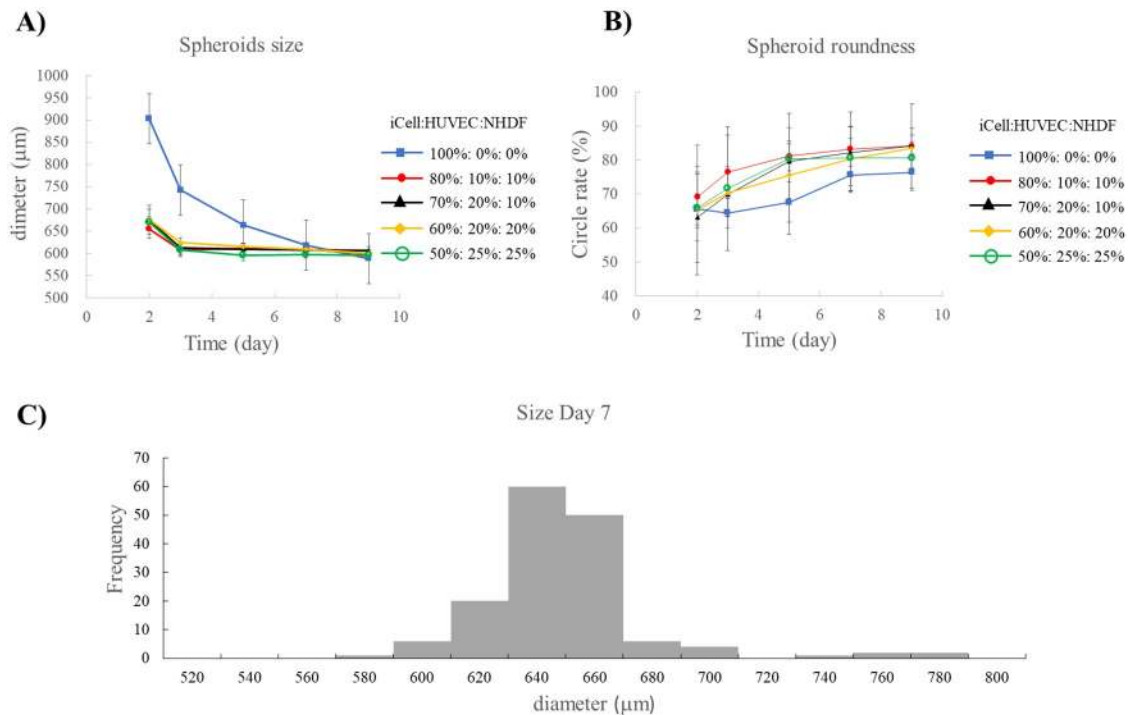 A)
Spheroids size
dimeter (µm)
1000
950
900
850
800
750
700
650
600
550
500
0
2
4
6
8
10
Time (day)
iCell:HUVEC:NHDF
100%: 0%: 0%
80%: 10%: 10%
70%: 20%: 10%
60%: 20%: 20%
50%: 25%: 25%
B)
Spheroid roundness
Circle rate (%)
100
90
80
70
60
50
40
0
2
4
6
8
10
Time (day)
iCell:HUVEC:NHDF
100%: 0%: 0%
80%: 10%: 10%
70%: 20%: 10%
60%: 20%: 20%
50%: 25%: 25%
C)
Size Day 7
Frequency
70
60
50
40
30
20
10
0
520
540
560
580
600
620
640
660
680
700
720
740
760
780
800
diameter (µm)